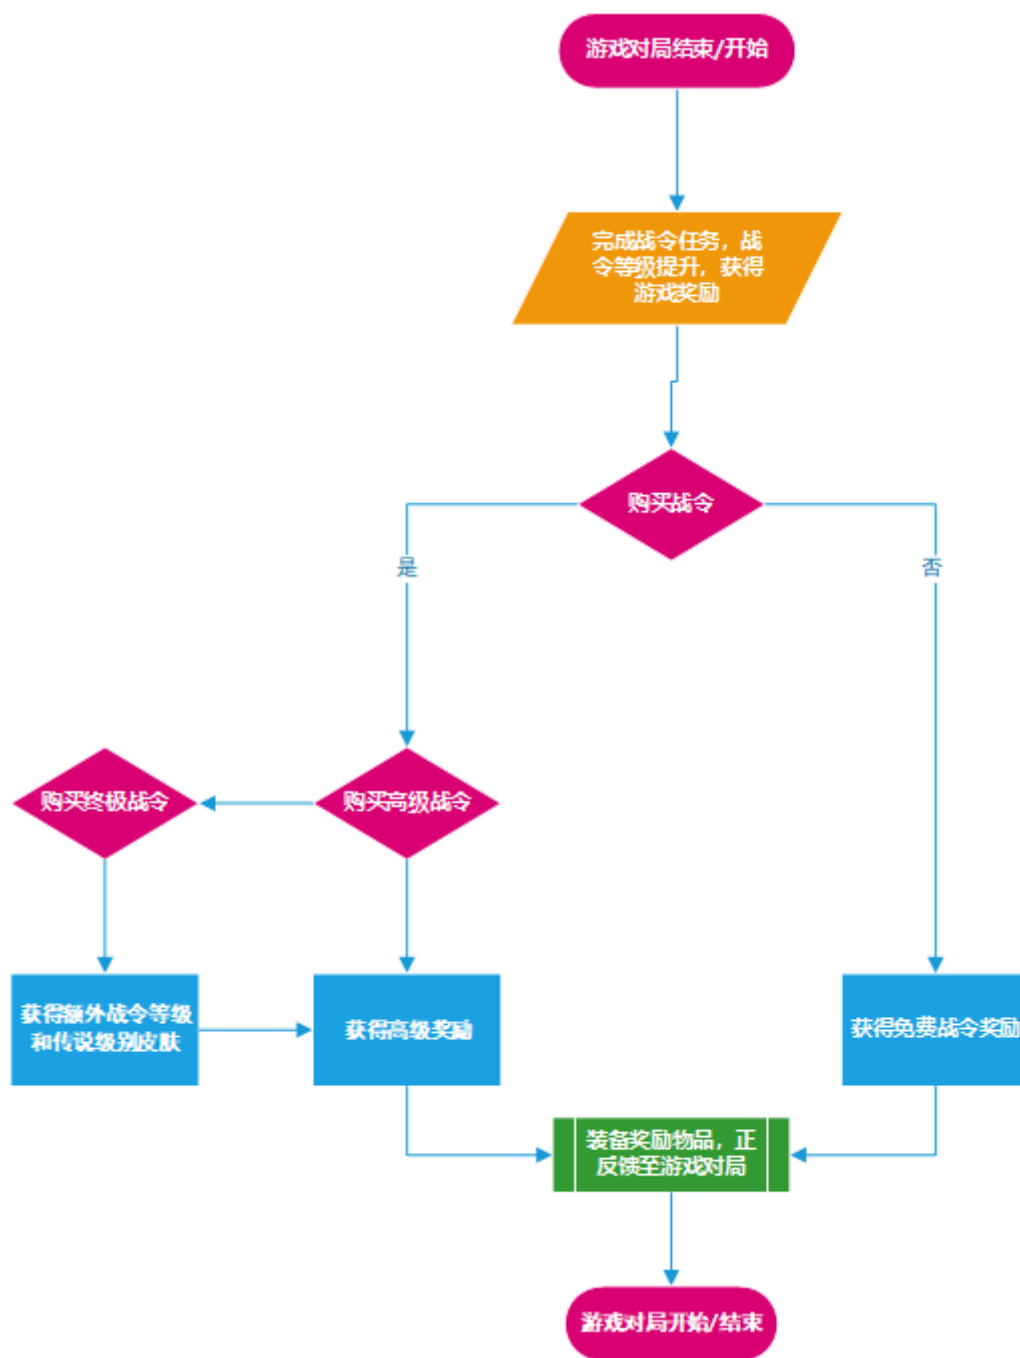 游戏对局结束/开始
完成战令任务，战
令等级提升，获得
游戏奖励
购买战令
是
否
购买终极战令
购买高级战令
获得额外战令等级
和传说级别皮肤
获得高级奖励
获得免费战令奖励
装备奖励物品，正
反馈至游戏对局
游戏对局开始/结束